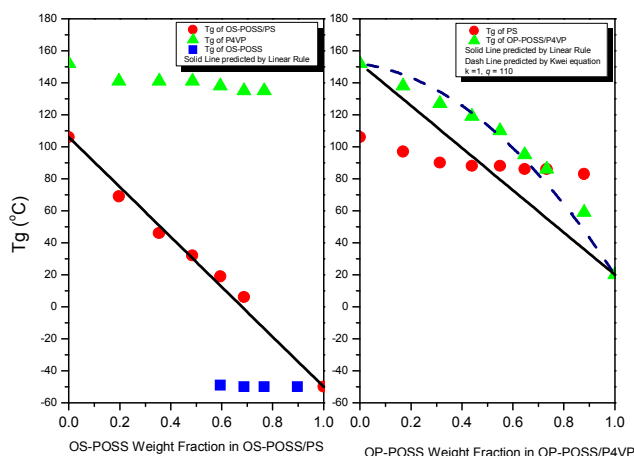 Tg of OS-POSS/PS
Tg of P4VP
Tg of OS-POSS
Solid Line predicted by Linear Rule
180
160
140
120
100
80
60
40
20
0
-20
-40
-60
0.0 0.2 0.4 0.6 0.8 1.0
Tg (°C)
OS-POSS Weight Fraction in OS-POSS/PS
Tg of PS
Tg of OP-POSS/P4VP
Solid Line predicted by Linear Rule
Dash Line predicted by Kwei equation
k =1, q = 110
180
160
140
120
100
80
60
40
20
0
-20
-40
-60
0.0 0.2 0.4 0.6 0.8 1.0
OP-POSS Weight Fraction in OP-POSS/P4VP